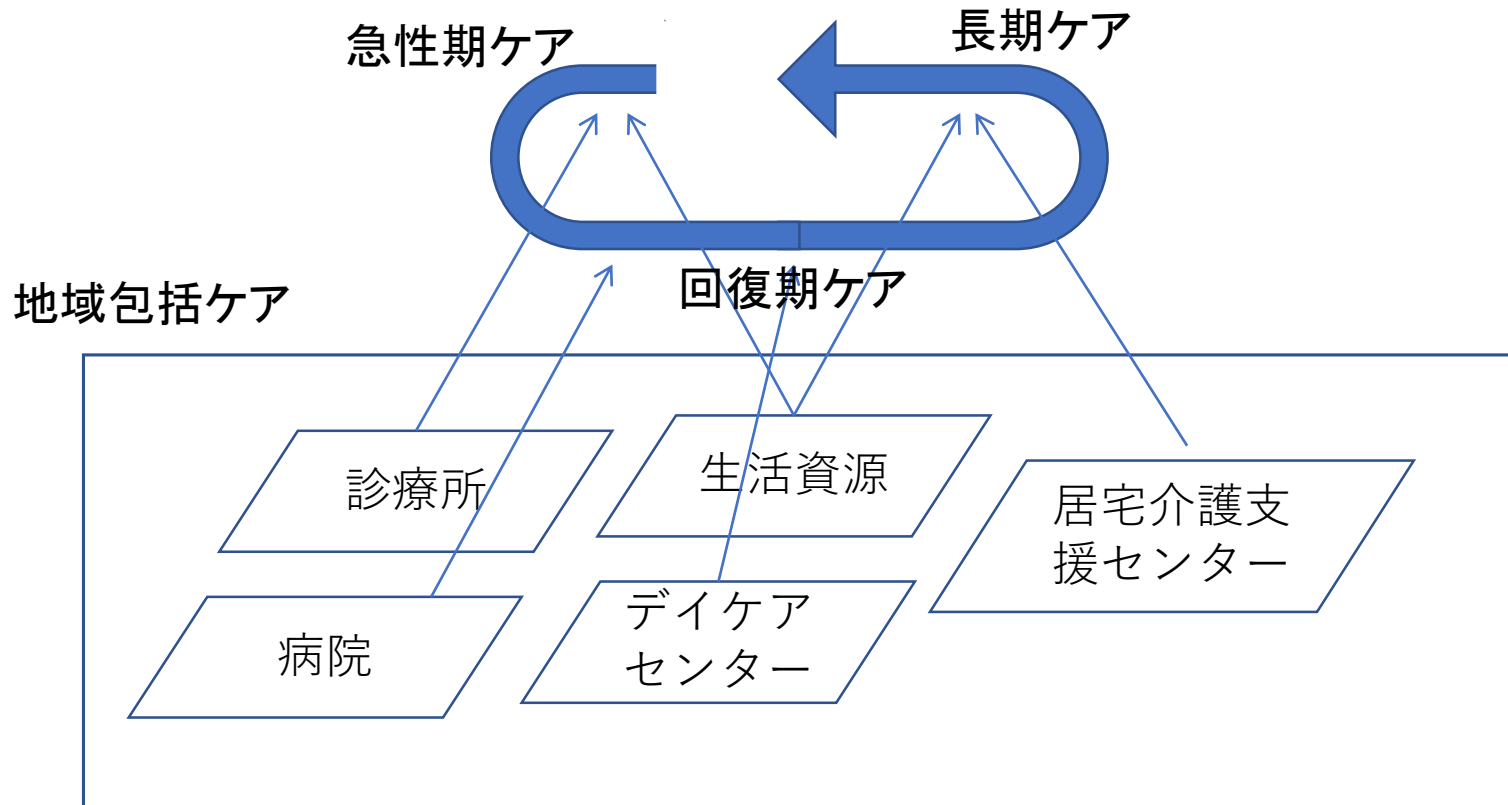 急性期ケア
長期ケア
回復期ケア
地域包括ケア
診療所
生活資源
居宅介護支
援センター
病院
デイケア
センター